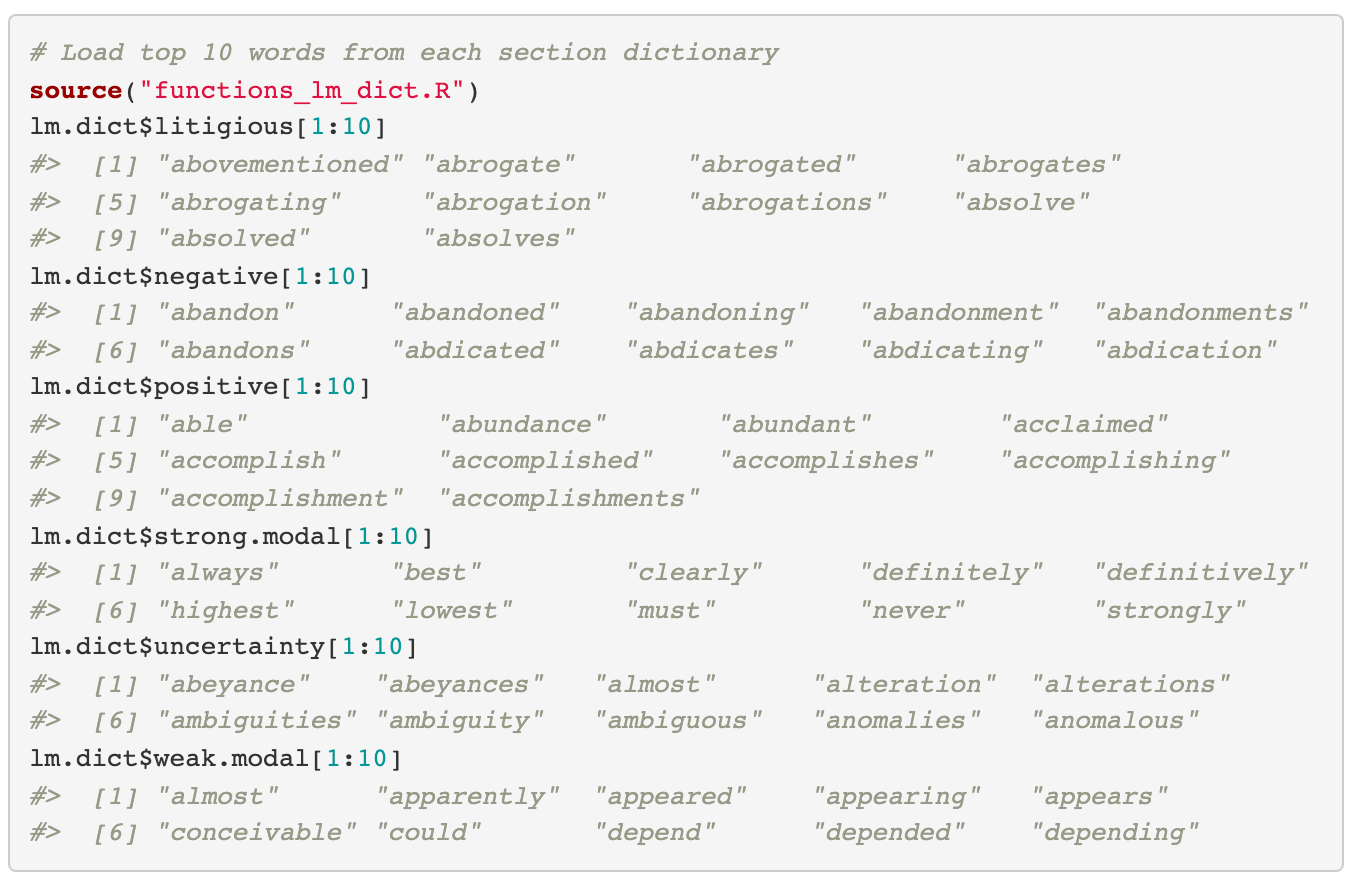 # Load top 10 words from each section dictionary
source("functions_lm_dict.R")
lm.dict$litigious[1:10]
#>  [1] "abovementioned" "abrogate"       "abrogated"      "abrogates"
#>  [5] "abrogating"     "abrogation"     "abrogations"    "absolve"
#>  [9] "absolved"       "absolves"
lm.dict$negative[1:10]
#>  [1] "abandon"      "abandoned"    "abandoning"   "abandonment"  "abandonments"
#>  [6] "abandons"     "abdicated"    "abdicates"    "abdicating"   "abdication"
lm.dict$positive[1:10]
#>  [1] "able"            "abundance"       "abundant"        "acclaimed"
#>  [5] "accomplish"      "accomplished"    "accomplishes"    "accomplishing"
#>  [9] "accomplishment"  "accomplishments"
lm.dict$strong.modal[1:10]
#>  [1] "always"       "best"         "clearly"      "definitely"   "definitively"
#>  [6] "highest"      "lowest"       "must"         "never"        "strongly"
lm.dict$uncertainty[1:10]
#>  [1] "abeyance"    "abeyances"   "almost"      "alteration"  "alterations"
#>  [6] "ambiguities" "ambiguity"   "ambiguous"   "anomalies"   "anomalous"
lm.dict$weak.modal[1:10]
#>  [1] "almost"      "apparently"  "appeared"    "appearing"   "appears"
#>  [6] "conceivable" "could"       "depend"      "depended"    "depending"